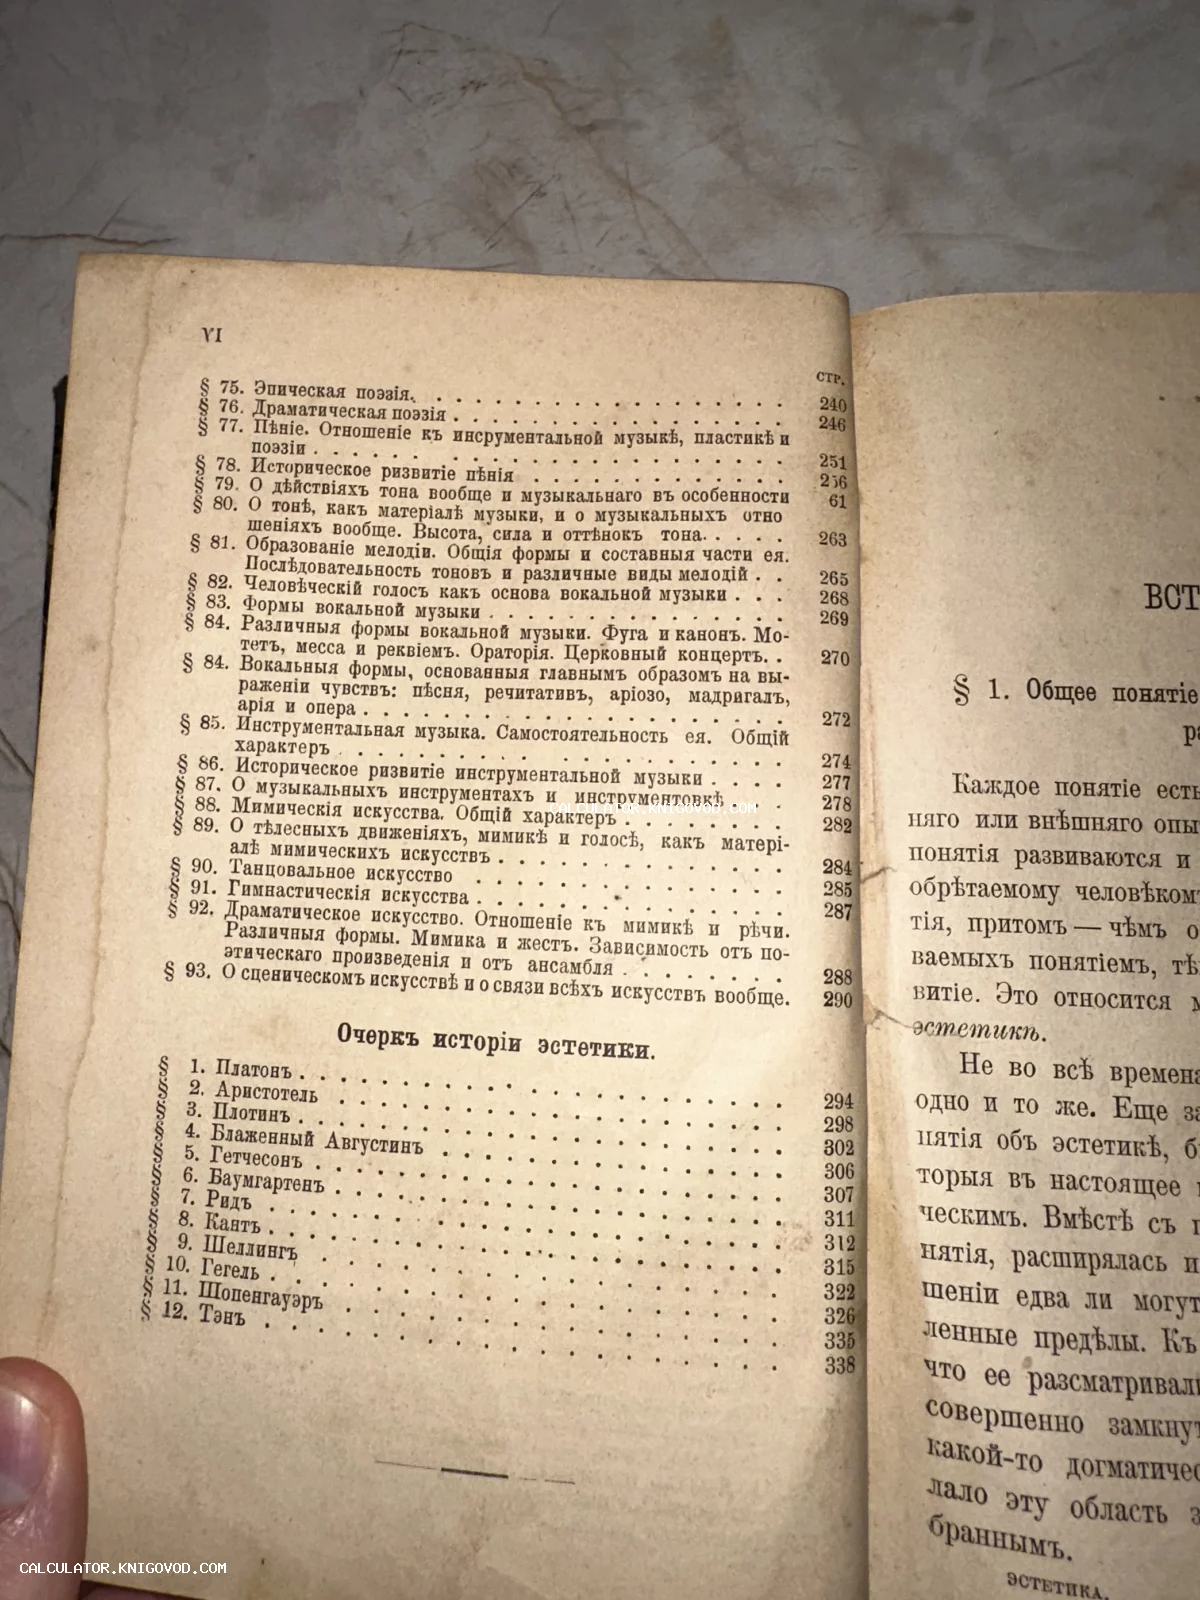 VI
СТР.
§ 75. Эпическая поэзія. . . . . . . . . . . . . . . . 240
§ 76. Драматическая поэзія . . . . . . . . . . . . . . 246
§ 77. Пѣніе. Отношеніе къ инсрументальной музыкѣ, пластикѣ и
поэзіи . . . . . . . . . . . . . . . . . . . 251
§ 78. Историческое ризвитіе пѣнія . . . . . . . . . . . 256
§ 79. О дѣйствіяхъ тона вообще и музыкальнаго въ особенности 61
§ 80. О тонѣ, какъ матеріалѣ музыки, и о музыкальныхъ отно
шеніяхъ вообще. Высота, сила и оттѣнокъ тона. . . . . 263
§ 81. Образованіе мелодіи. Общія формы и составныя части ея.
Послѣдовательность тоновъ и различные виды мелодій . . 265
§ 82. Человѣческій голосъ какъ основа вокальной музыки . . . 268
§ 83. Формы вокальной музыки . . . . . . . . . . . . . 269
§ 84. Различныя формы вокальной музыки. Фуга и канонъ. Мо-
тетъ, месса и реквіемъ. Ораторія. Церковный концертъ. . 270
§ 84. Вокальныя формы, основанныя главнымъ образомъ на вы-
раженіи чувствъ: пѣсня, речитативъ, аріозо, мадригалъ,
арія и опера . . . . . . . . . . . . . . . . . 272
§ 85. Инструментальная музыка. Самостоятельность ея. Общій
характеръ . . . . . . . . . . . . . . . . . . 274
§ 86. Историческое ризвитіе инструментальной музыки . . . . 277
§ 87. О музыкальныхъ инструментахъ и инструментовкѣ . . . 278
§ 88. Мимическія искусства. Общій характеръ . . . . . . . 282
§ 89. О тѣлесныхъ движеніяхъ, мимикѣ и голосѣ, какъ матері-
алѣ мимическихъ искусствъ . . . . . . . . . . . . 284
§ 90. Танцовальное искусство . . . . . . . . . . . . . 285
§ 91. Гимнастическія искусства . . . . . . . . . . . . . 287
§ 92. Драматическое искусство. Отношеніе къ мимикѣ и рѣчи.
Различныя формы. Мимика и жестъ. Зависимость отъ по-
этическаго произведенія и отъ ансамбля . . . . . . . 288
§ 93. О сценическомъ искусствѣ и о связи всѣхъ искусствъ вообще. 290
Очеркъ исторіи эстетики.
§ 1. Платонъ . . . . . . . . . . . . . . . . . . . 294
§ 2. Аристотель . . . . . . . . . . . . . . . . . . 298
§ 3. Плотинъ . . . . . . . . . . . . . . . . . . . 302
§ 4. Блаженный Августинъ . . . . . . . . . . . . . . 306
§ 5. Гетчесонъ . . . . . . . . . . . . . . . . . . 307
§ 6. Баумгартенъ . . . . . . . . . . . . . . . . . 311
§ 7. Ридъ . . . . . . . . . . . . . . . . . . . . 312
§ 8. Кантъ . . . . . . . . . . . . . . . . . . . . 315
§ 9. Шеллингъ . . . . . . . . . . . . . . . . . . 322
§ 10. Гегель . . . . . . . . . . . . . . . . . . . 326
§ 11. Шопенгауэръ . . . . . . . . . . . . . . . . . 335
§ 12. Тэнъ . . . . . . . . . . . . . . . . . . . . 338
ВСТ
§ 1. Общее понятіе
ра
Каждое понятіе есть
няго или внѣшняго опы
понятія развиваются и
обрѣтаемому человѣком
тія, притомъ — чѣмъ о
ваемыхъ понятіемъ, тѣ
витіе. Это относится м
эстетикѣ.
Не во всѣ времена
одно и то же. Еще за
нятія объ эстетикѣ, б
торыя въ настоящее
ческимъ. Вмѣстѣ съ
нятія, расширялась и
шеніи едва ли могут
ленные предѣлы. Къ
что ее разсматривал
совершенно замкнут
какой-то догматичес
лало эту область з
браннымъ.
ЭСТЕТИКА.
CALCULATOR.KNIGOVOD.COM
CALCULATOR.KNIGOVOD.COM